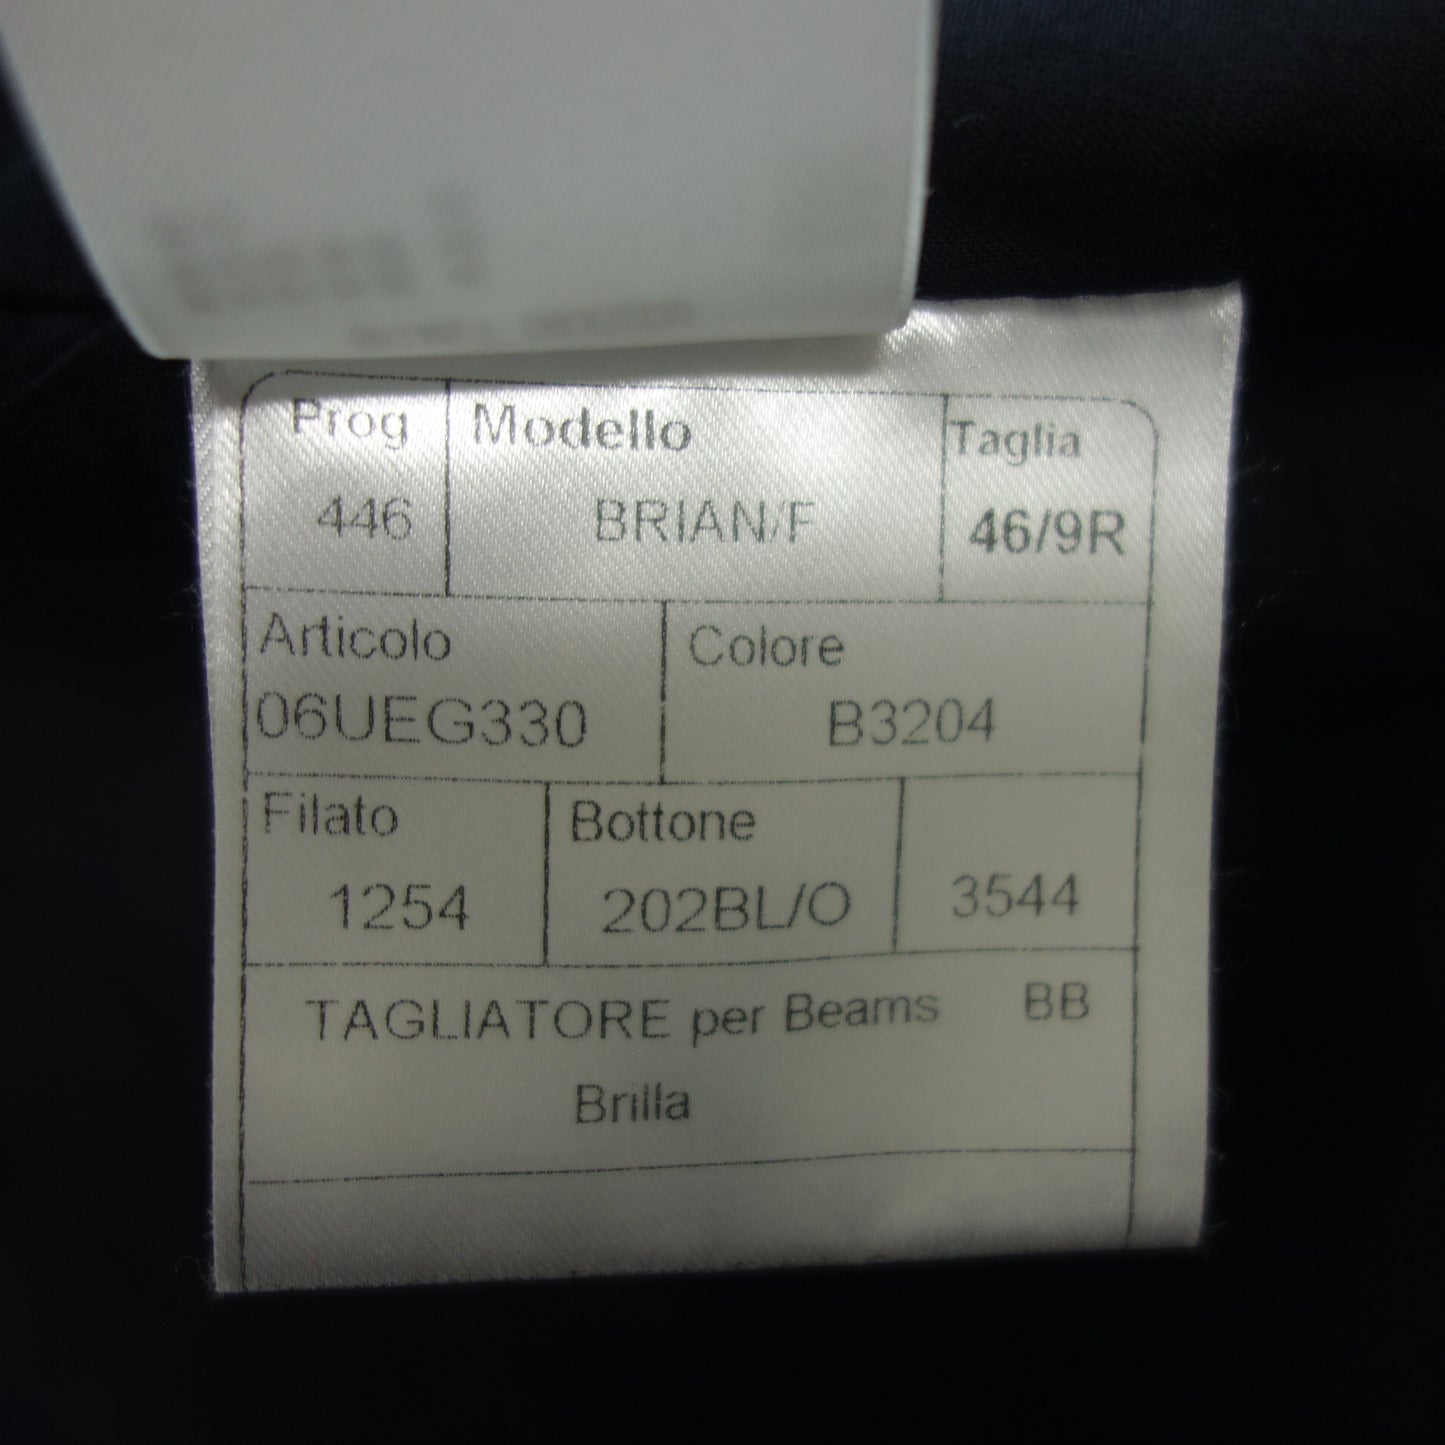 Prog Modello Taglia
446 BRIAN/F 46/9R
Articolo Colore
06UEG330 B3204
Filato Bottone
1254 202BL/O 3544
TAGLIATORE per Beams BB
Brilla